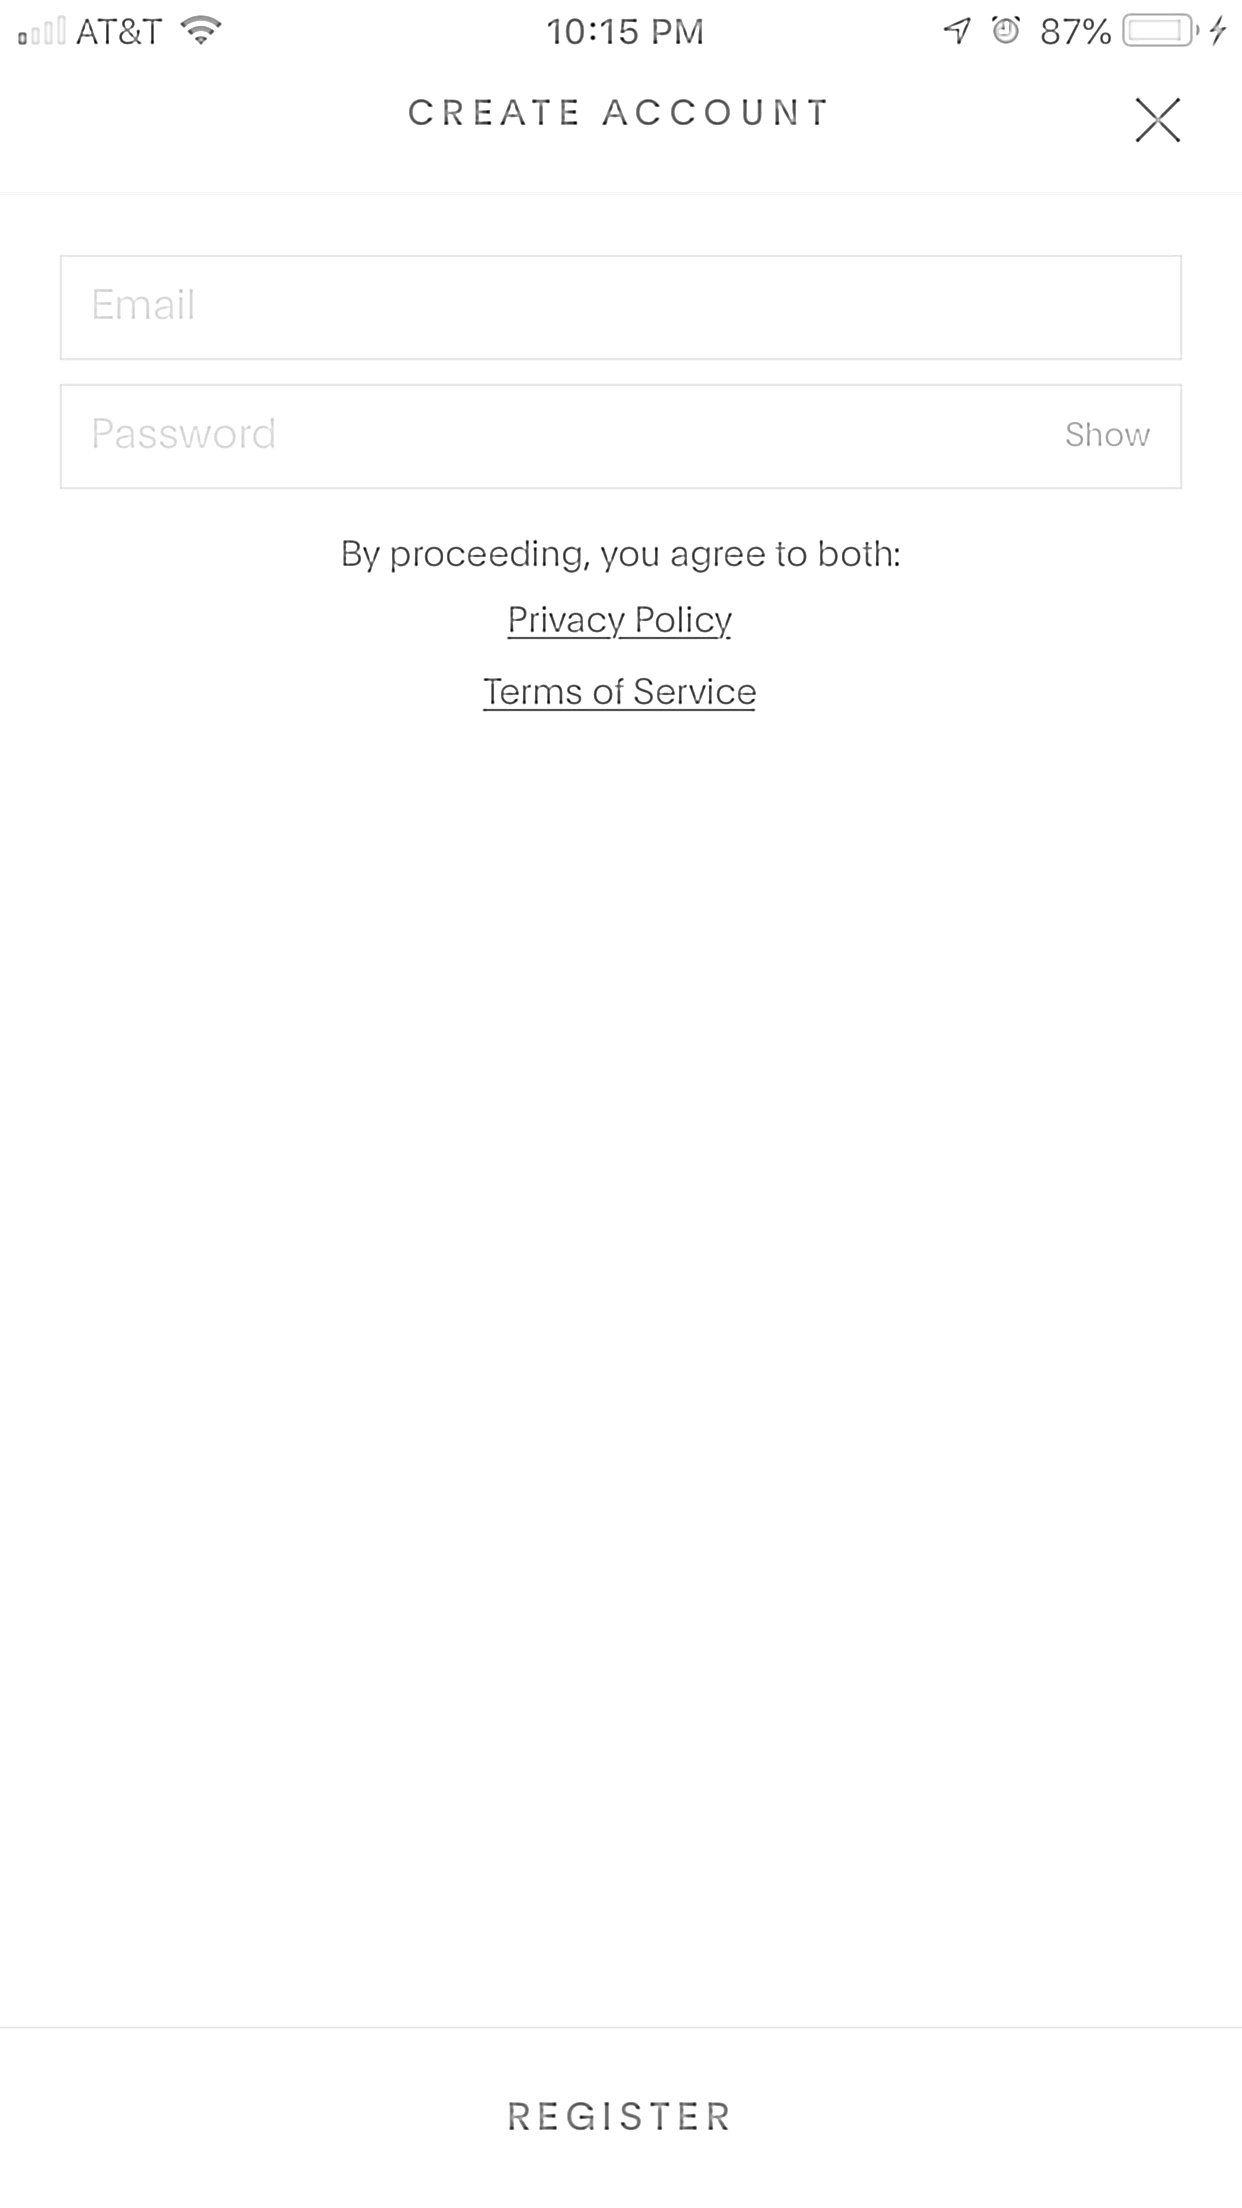 AT&T 10:15 PM 87%
CREATE ACCOUNT
Email
Password Show
By proceeding, you agree to both:
Privacy Policy
Terms of Service
REGISTER